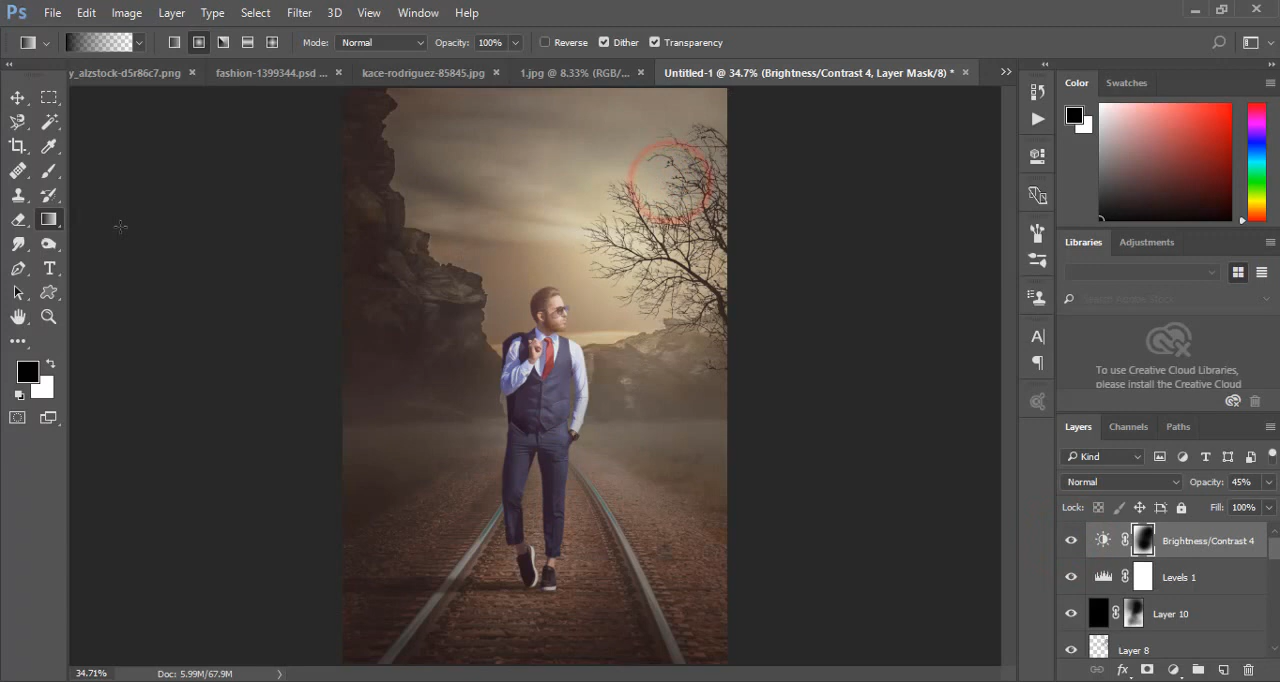 Ps File Edit Image Layer Type Select Filter 3D View Window Help
Mode: Normal Opacity: 100% Reverse Dither Transparency
y_alzstock-d5r86c7.png × fashion-1399344.psd ... × kace-rodriguez-85845.jpg × 1.jpg @ 8.33% (RGB/... × Untitled-1 @ 34.7% (Brightness/Contrast 4, Layer Mask/8) * ×
Color Swatches
Libraries Adjustments
Search Adobe Stock
To use Creative Cloud Libraries,
please install the Creative Cloud
Layers Channels Paths
Kind
Normal Opacity: 45%
Lock: Fill: 100%
Brightness/Contrast 4
Levels 1
Layer 10
Layer 8
34.71% Doc: 5.99M/67.9M